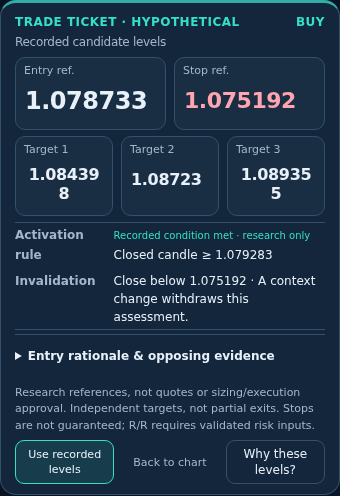 TRADE TICKET · HYPOTHETICAL BUY
Recorded candidate levels
Entry ref. Stop ref.
1.078733 1.075192
Target 1 Target 2 Target 3
1.08439
8
1.08723
1.08935
5
Activation rule
Recorded condition met · research only
Closed candle ≥ 1.079283
Invalidation
Close below 1.075192 · A context
change withdraws this
assessment.
▸ Entry rationale & opposing evidence
Research references, not quotes or sizing/execution
approval. Independent targets, not partial exits. Stops
are not guaranteed; R/R requires validated risk inputs.
Use recorded
levels
Back to chart
Why these
levels?